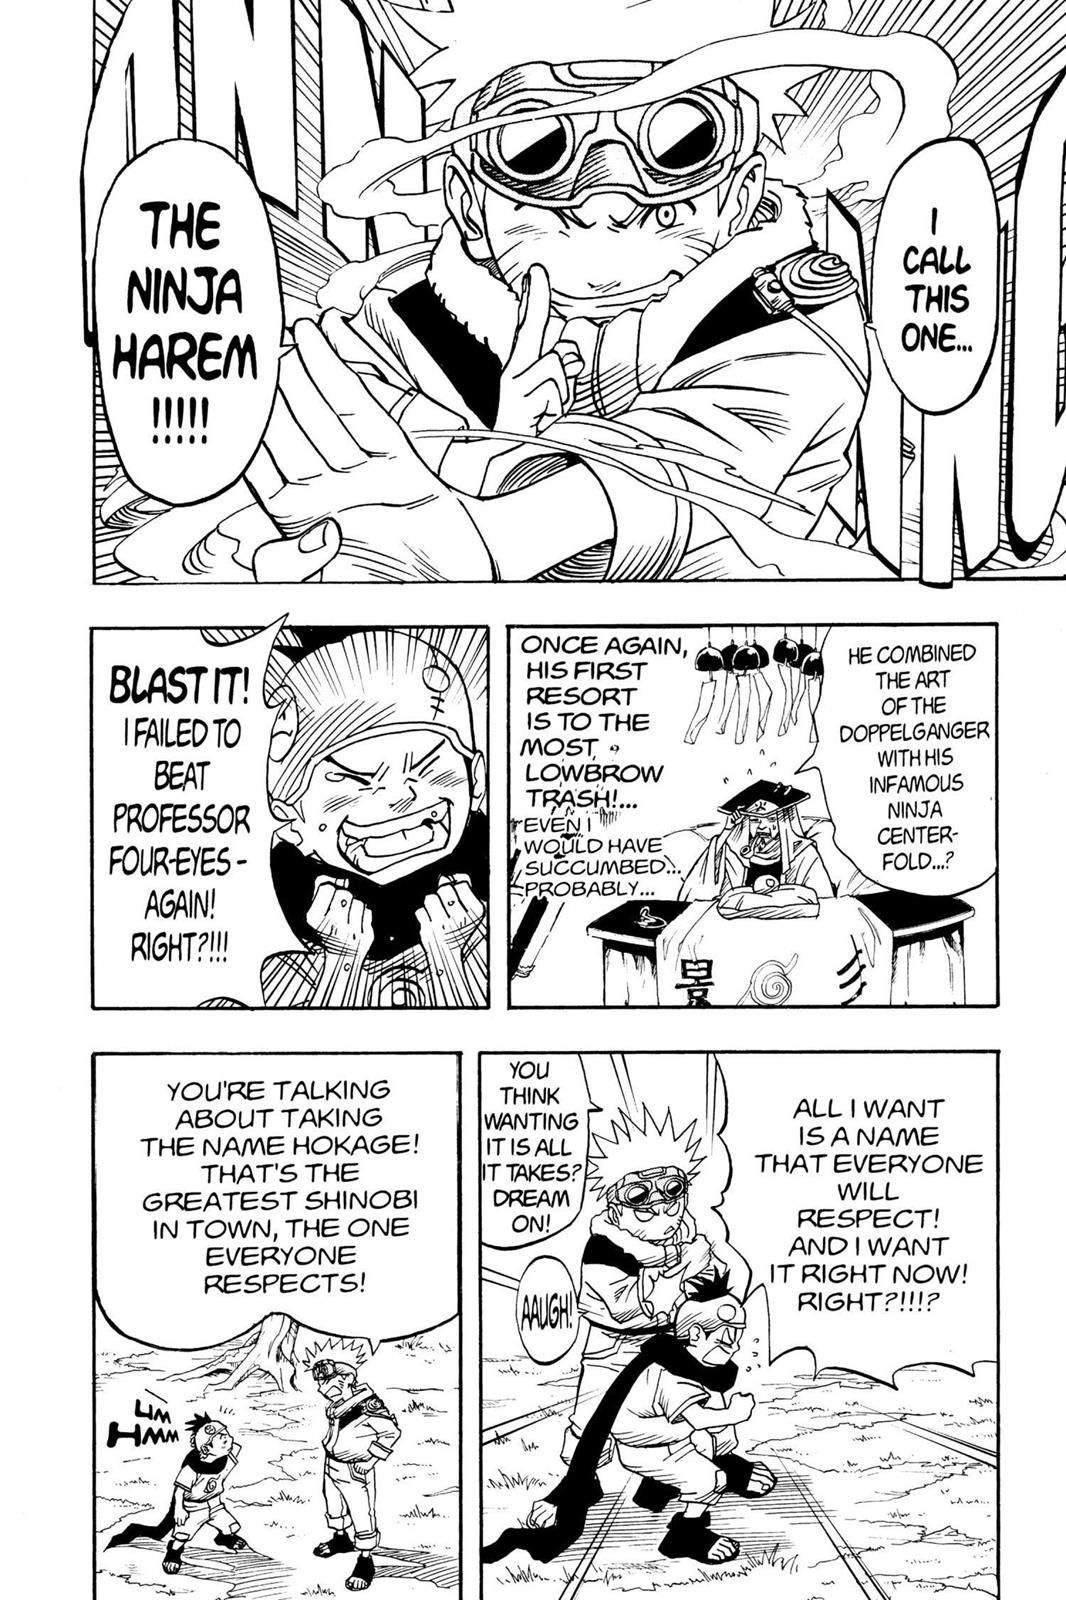 I
CALL
THIS
ONE...
THE
NINJA
HAREM
!!!!!
HE COMBINED
THE ART
OF THE
DOPPELGANGER
WITH HIS
INFAMOUS
NINJA
CENTER-
FOLD...?
ONCE AGAIN,
HIS FIRST
RESORT
IS TO THE
MOST
LOWBROW
TRASH!...
EVEN I
WOULD HAVE
SUCCUMBED...
PROBABLY...
影
BLAST IT!
I FAILED TO
BEAT
PROFESSOR
FOUR-EYES -
AGAIN!
RIGHT?!!!
ALL I WANT
IS A NAME
THAT EVERYONE
WILL
RESPECT!
AND I WANT
IT RIGHT NOW!
RIGHT?!!!?
YOU
THINK
WANTING
IT IS ALL
IT TAKES?
DREAM
ON!
AAUGH!
YOU'RE TALKING
ABOUT TAKING
THE NAME HOKAGE!
THAT'S THE
GREATEST SHINOBI
IN TOWN, THE ONE
EVERYONE
RESPECTS!
UM
HMMM